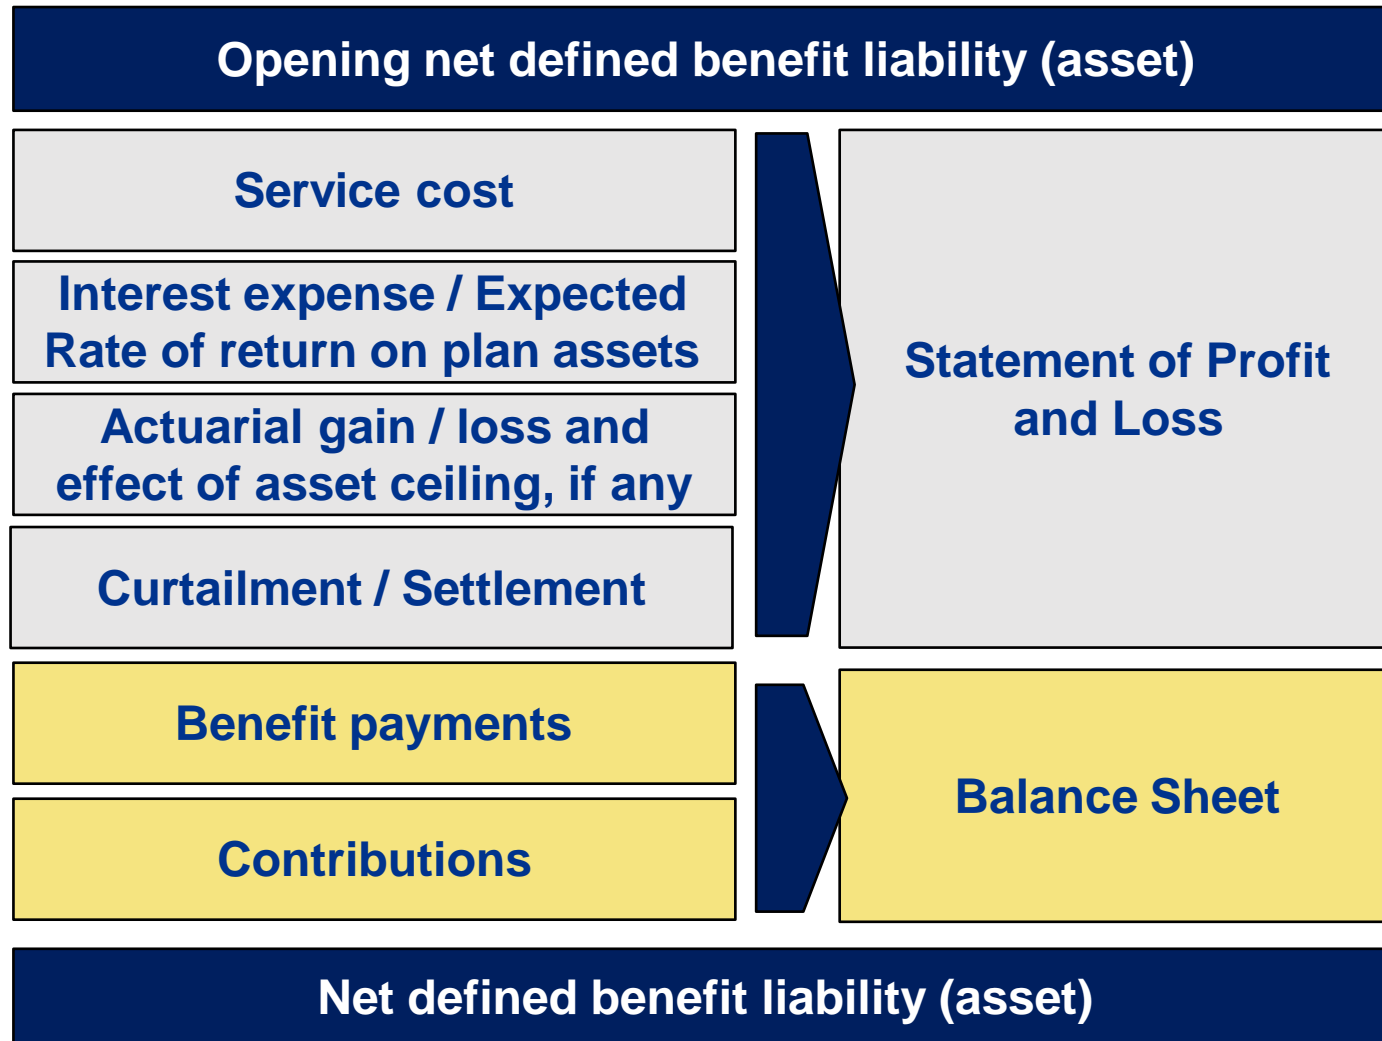 Opening net defined benefit liability (asset)
Service cost
Interest expense / Expected
Rate of return on plan assets
Actuarial gain / loss and
effect of asset ceiling, if any
Curtailment / Settlement
Statement of Profit
and Loss
Benefit payments
Contributions
Balance Sheet
Net defined benefit liability (asset)